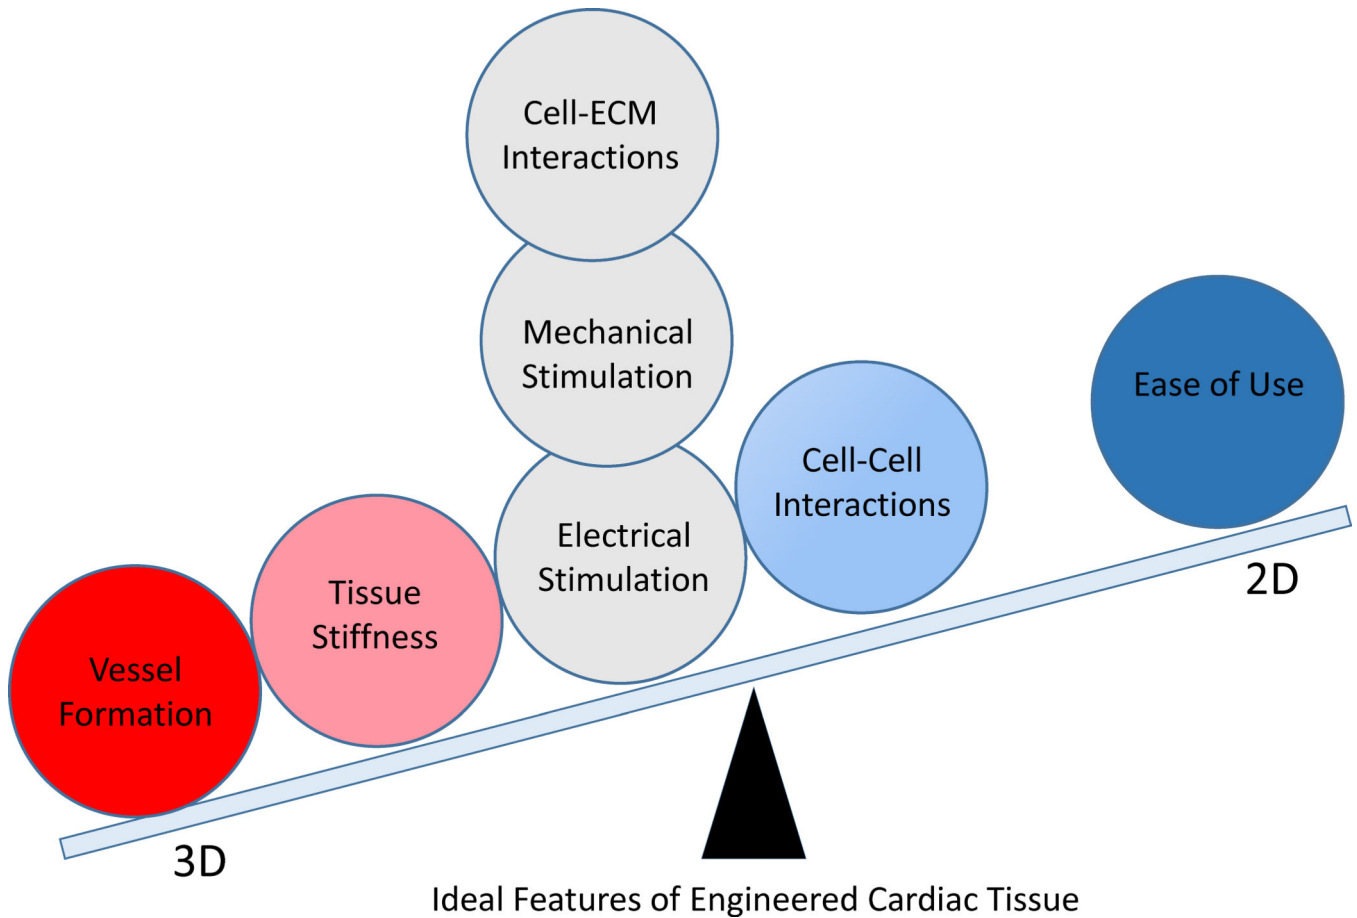 Cell-ECM
Interactions
Mechanical
Stimulation
Ease of Use
Cell-Cell
Interactions
Electrical
Stimulation
Tissue
Stiffness
Vessel
Formation
2D
3D
Ideal Features of Engineered Cardiac Tissue